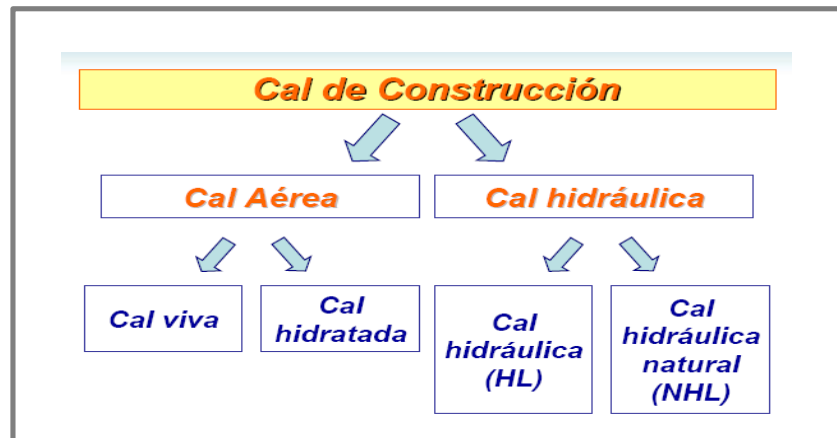 Cal de Construcción
Cal Aérea
Cal hidráulica
Cal viva
Cal
hidratada
Cal
hidráulica
(HL)
Cal
hidráulica
natural
(NHL)